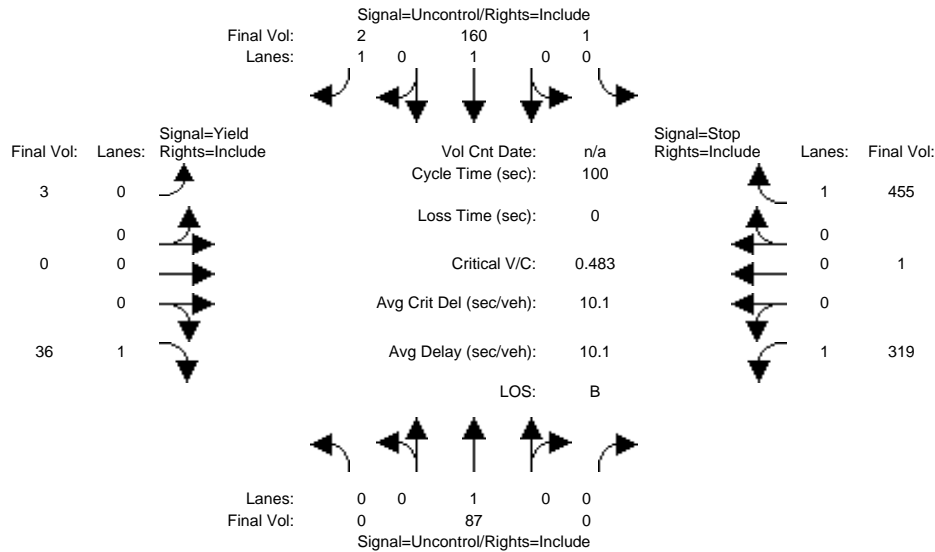 Signal=Uncontrol/Rights=Include
Final Vol: 2 160 1
Lanes: 1 0 1 0 0
Signal=Yield
Final Vol: Lanes: Rights=Include
Vol Cnt Date: n/a
Signal=Stop
Rights=Include Lanes: Final Vol:
Cycle Time (sec): 100
3 0
1 455
Loss Time (sec): 0
0
0
0 0
Critical V/C: 0.483
0 1
0
Avg Crit Del (sec/veh): 10.1
0
36 1
Avg Delay (sec/veh): 10.1
1 319
LOS: B
Lanes: 0 0 1 0 0
Final Vol: 0 87 0
Signal=Uncontrol/Rights=Include